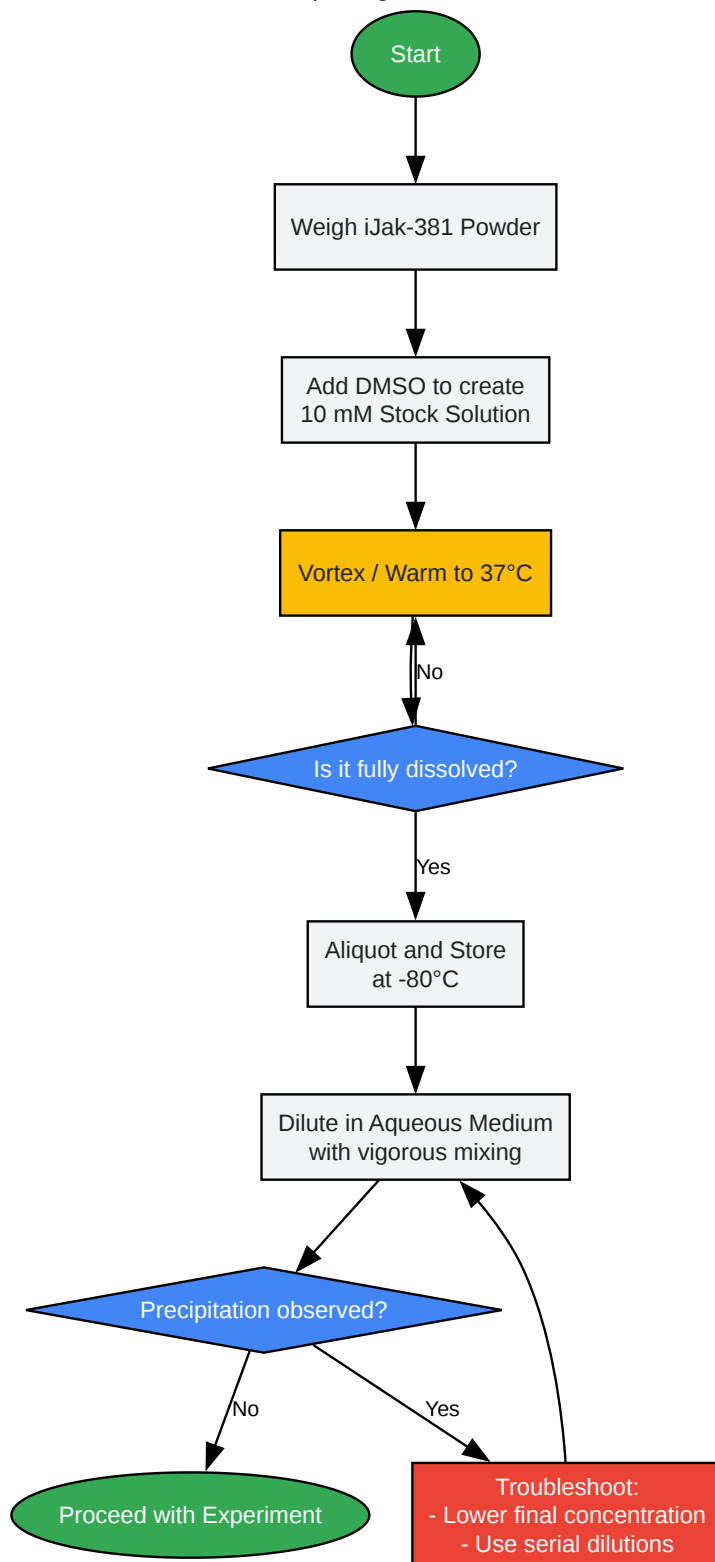 Start
Weigh iJak-381 Powder
Add DMSO to create
10 mM Stock Solution
Vortex / Warm to 37°C
No
Is it fully dissolved?
Yes
Aliquot and Store
at -80°C
Dilute in Aqueous Medium
with vigorous mixing
Precipitation observed?
No
Yes
Proceed with Experiment
Troubleshoot:
- Lower final concentration
- Use serial dilutions